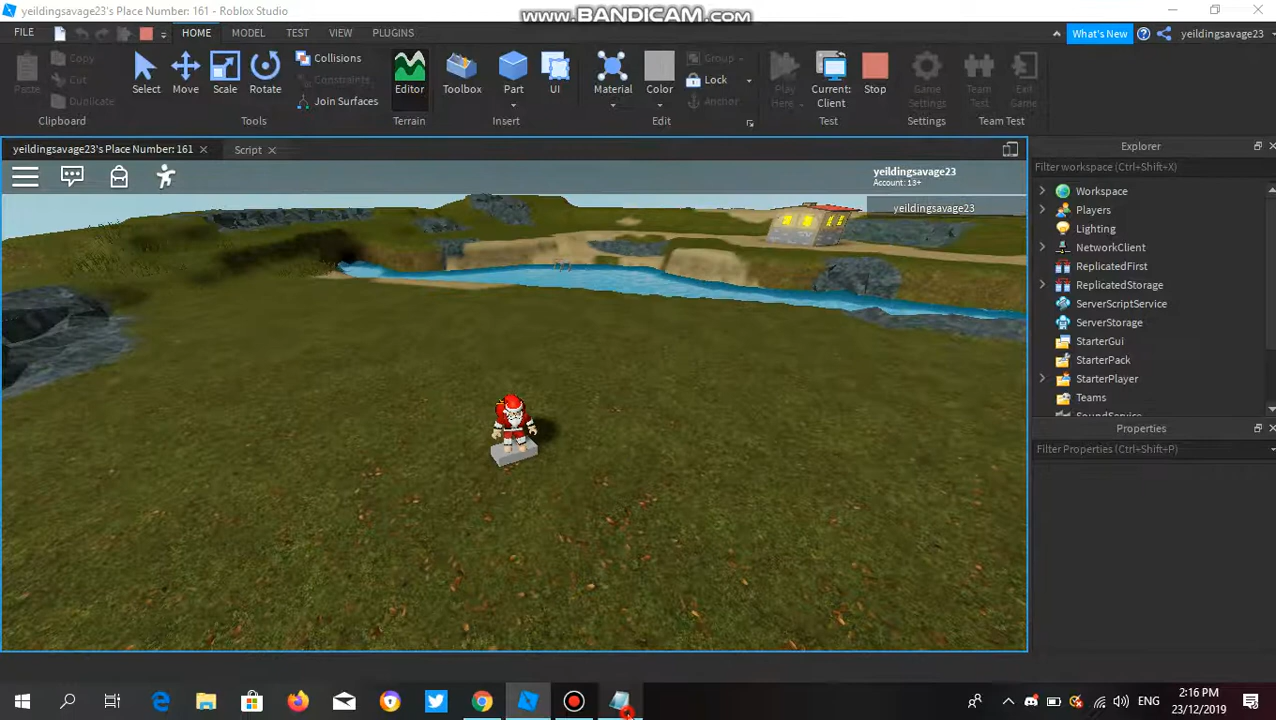 yeildingsavage23's Place Number: 161 - Roblox Studio
www.BANDICAM.com
FILE HOME MODEL TEST VIEW PLUGINS
What's New
yeildingsavage23
Paste
Copy
Cut
Duplicate
Clipboard
Select
Move
Scale
Rotate
Collisions
Constraints
Join Surfaces
Tools
Editor
Terrain
Toolbox
Part
UI
Insert
Material
Color
Group
Lock
Anchor
Edit
Play
Here
Current:
Client
Stop
Test
Game
Settings
Settings
Team
Test
Exit
Game
Team Test
yeildingsavage23's Place Number: 161
Script
yeildingsavage23
Account: 13+
yeildingsavage23
Explorer
Filter workspace (Ctrl+Shift+X)
Workspace
Players
Lighting
NetworkClient
ReplicatedFirst
ReplicatedStorage
ServerScriptService
ServerStorage
StarterGui
StarterPack
StarterPlayer
Teams
SoundService
Properties
Filter Properties (Ctrl+Shift+P)
ENG
2:16 PM
23/12/2019